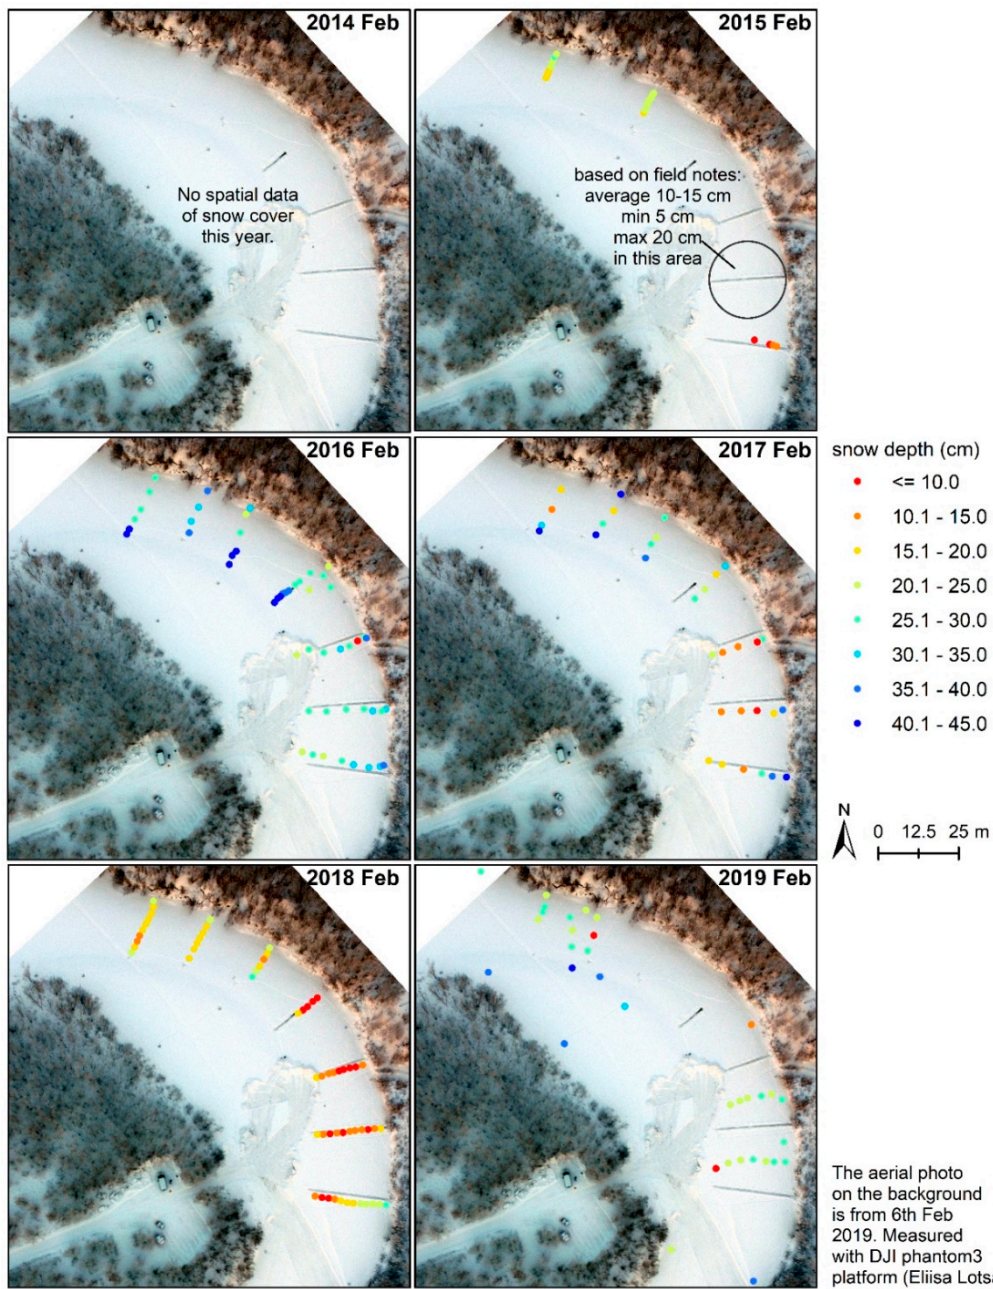 2014 Feb
No spatial data
of snow cover
this year.
2015 Feb
based on field notes:
average 10-15 cm
min 5 cm
max 20 cm
in this area
2016 Feb
2017 Feb
snow depth (cm)
<= 10.0
10.1 - 15.0
15.1 - 20.0
20.1 - 25.0
25.1 - 30.0
30.1 - 35.0
35.1 - 40.0
40.1 - 45.0
N
0 12.5 25 m
2018 Feb
2019 Feb
The aerial photo
on the background
is from 6th Feb
2019. Measured
with DJI phantom3
platform (Eliisa Lotsa